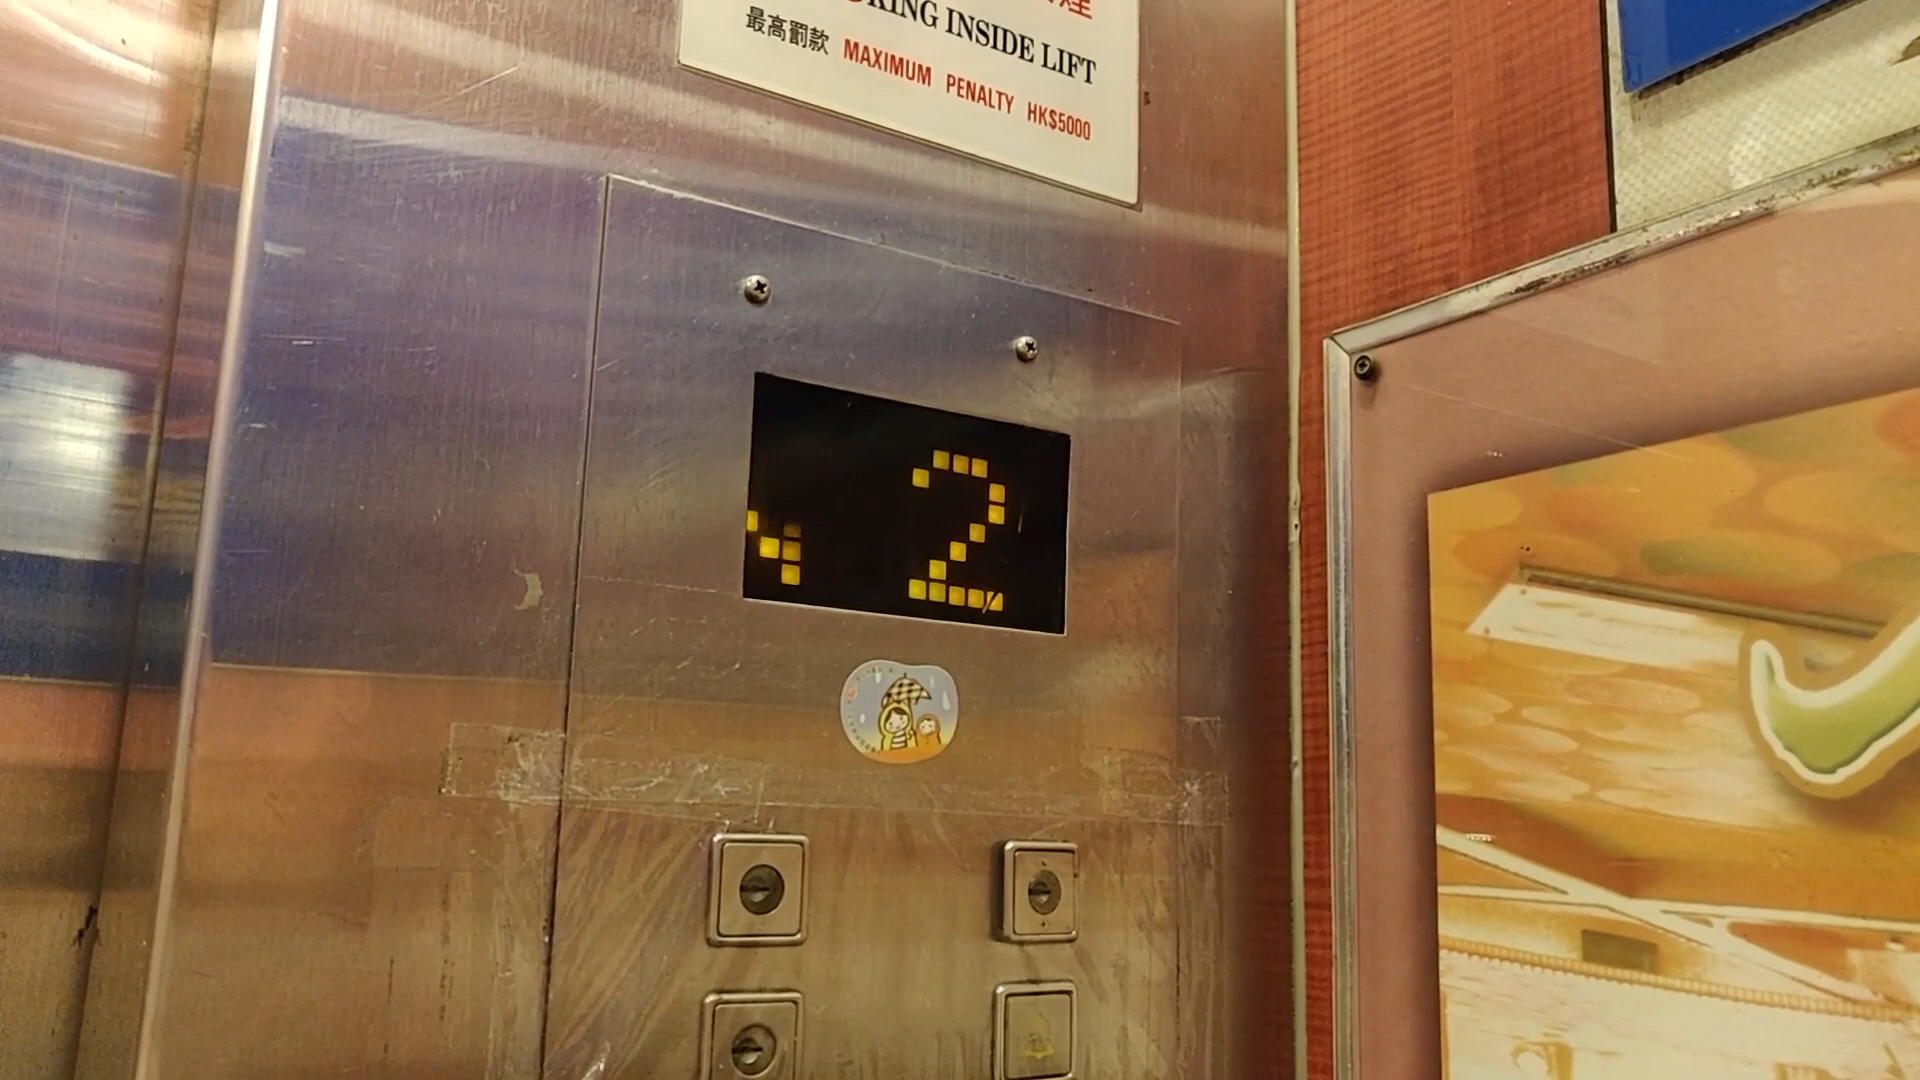 KING INSIDE LIFT
最高罰款 MAXIMUM PENALTY HK$5000
2